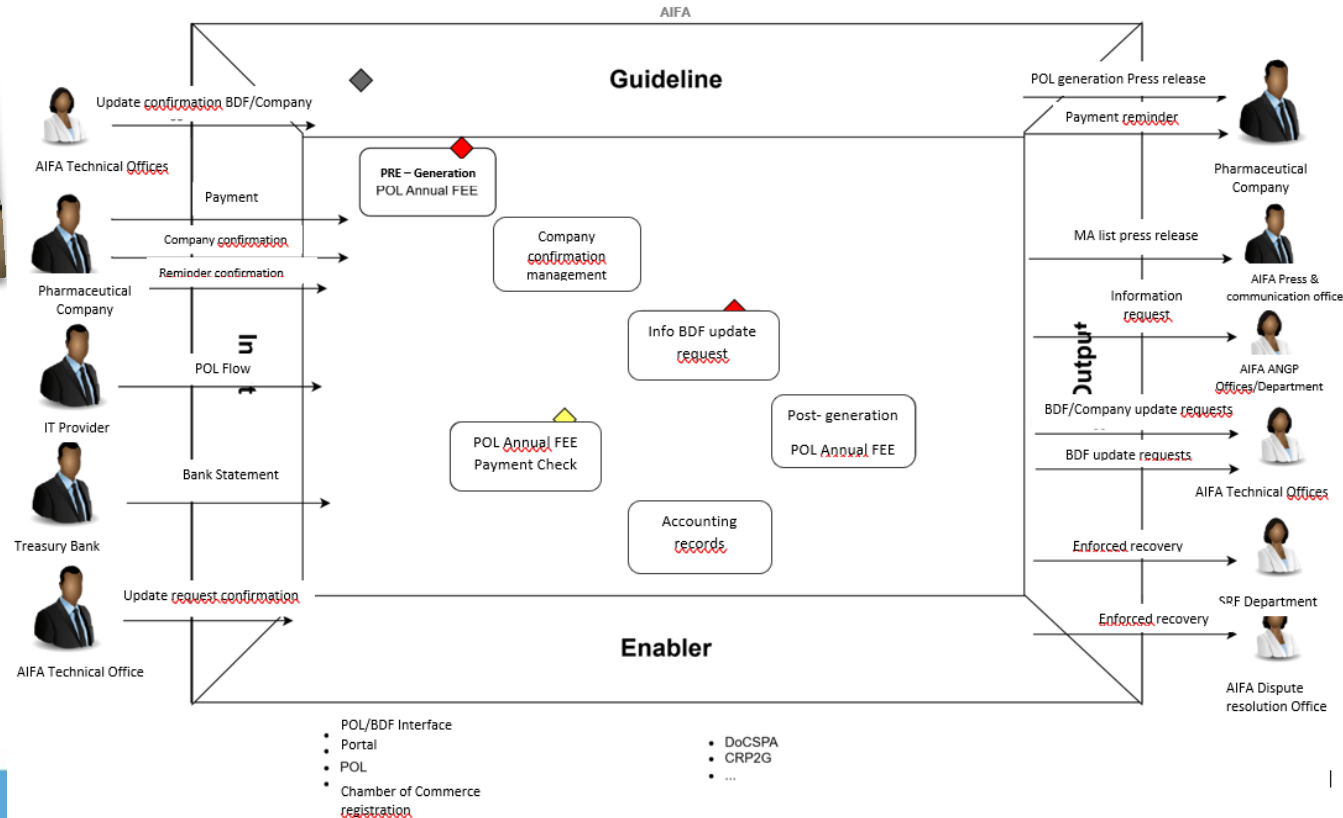 AIFA
Guideline
Update confirmation BDF/Company
AIFA Technical Offices
Payment
Company confirmation
Reminder confirmation
Pharmaceutical
Company
POL Flow
IT Provider
Bank Statement
Treasury Bank
Update request confirmation
AIFA Technical Office
PRE – Generation
POL Annual FEE
Company
confirmation
management
Info BDF update
request
Post- generation
POL Annual FEE
POL Annual FEE
Payment Check
Accounting
records
Enabler
POL generation Press release
Payment reminder
Pharmaceutical
Company
MA list press release
AIFA Press &
communication office
Information
request
AIFA ANGP
Offices/Department
BDF/Company update requests
BDF update requests
AIFA Technical Offices
Enforced recovery
SRF Department
Enforced recovery
AIFA Dispute
resolution Office
Output
• POL/BDF Interface
• Portal
• POL
• Chamber of Commerce
registration
• DoCSPA
• CRP2G
• ...